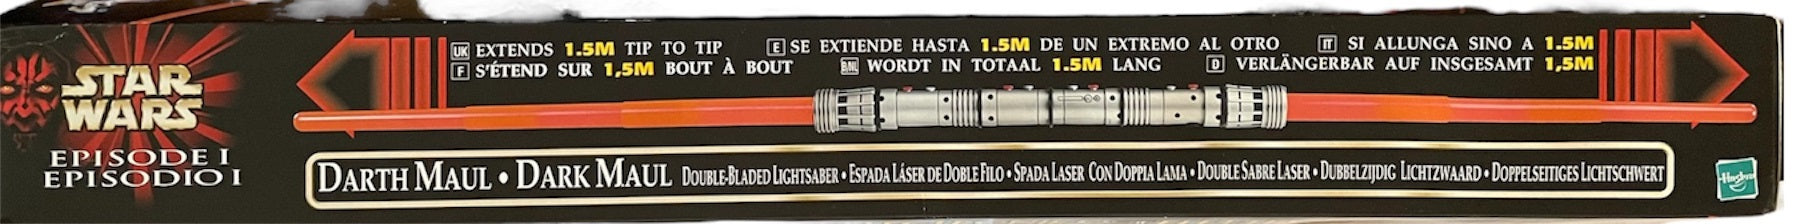 STAR
WARS
EPISODE I
EPISODIO I
UK EXTENDS 1.5M TIP TO TIP
E SE EXTIENDE HASTA 1.5M DE UN EXTREMO AL OTRO
IT SI ALLUNGA SINO A 1.5M
F S'ÉTEND SUR 1,5M BOUT À BOUT
B/NL WORDT IN TOTAAL 1.5M LANG
D VERLÄNGERBAR AUF INSGESAMT 1,5M
DARTH MAUL • DARK MAUL DOUBLE-BLADED LIGHTSABER • ESPADA LÁSER DE DOBLE FILO • SPADA LASER CON DOPPIA LAMA • DOUBLE SABRE LASER • DUBBELZIJDIG LICHTZWAARD • DOPPELSEITIGES LICHTSCHWERT
Hasbro